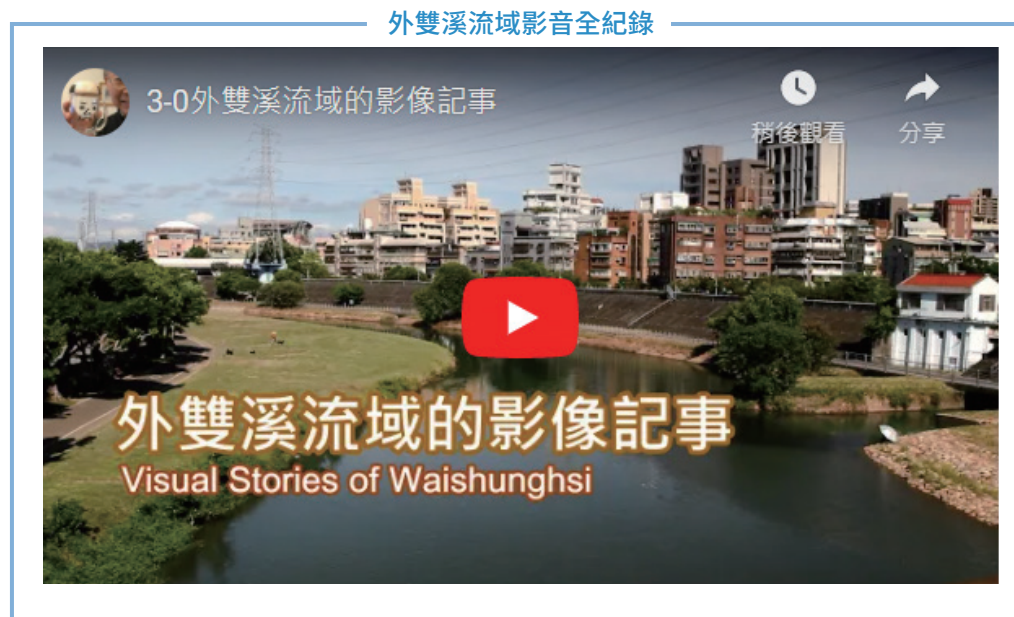 外雙溪流域影音全紀錄
3-0外雙溪流域的影像記事
稍後觀看
分享
外雙溪流域的影像記事
Visual Stories of Waishunghsi